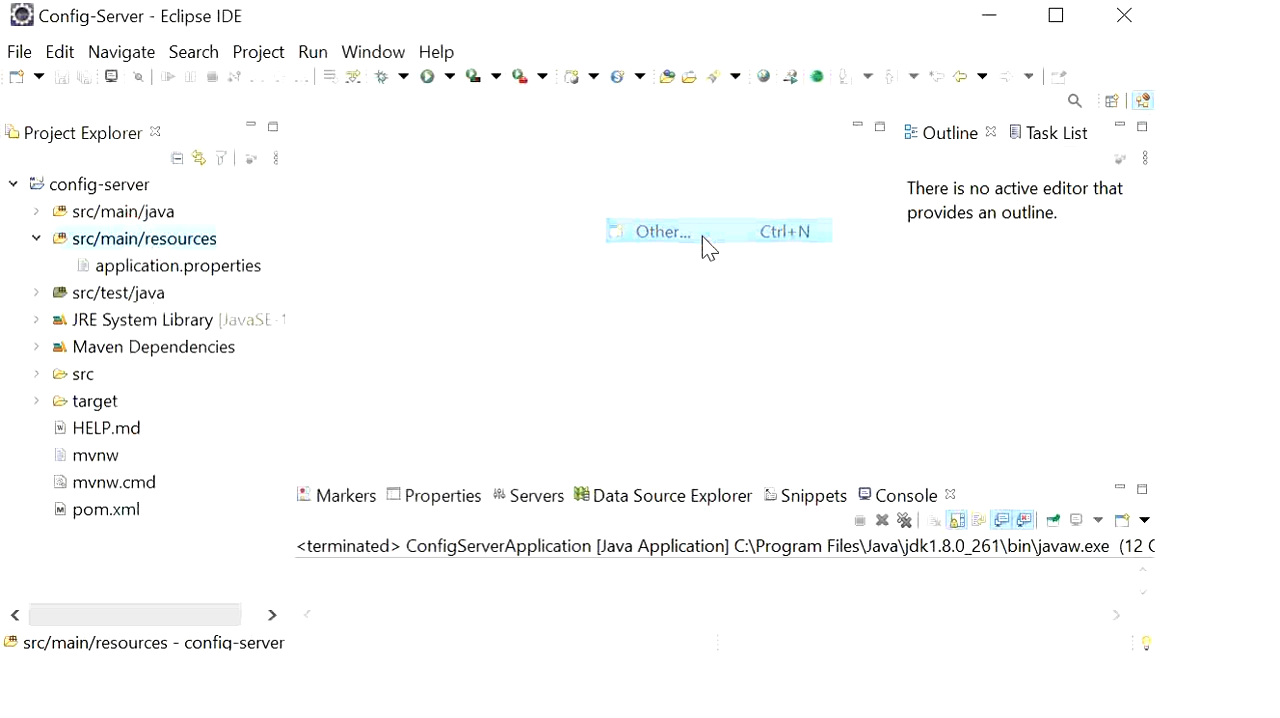 Config-Server - Eclipse IDE
File Edit Navigate Search Project Run Window Help
Project Explorer
Outline Task List
config-server
There is no active editor that
provides an outline.
src/main/java
Other... Ctrl+N
src/main/resources
application.properties
src/test/java
JRE System Library [JavaSE-1
Maven Dependencies
src
target
HELP.md
mvnw
mvnw.cmd
pom.xml
Markers Properties Servers Data Source Explorer Snippets Console
<terminated> ConfigServerApplication [Java Application] C:\Program Files\Java\jdk1.8.0_261\bin\javaw.exe (12 O
src/main/resources - config-server